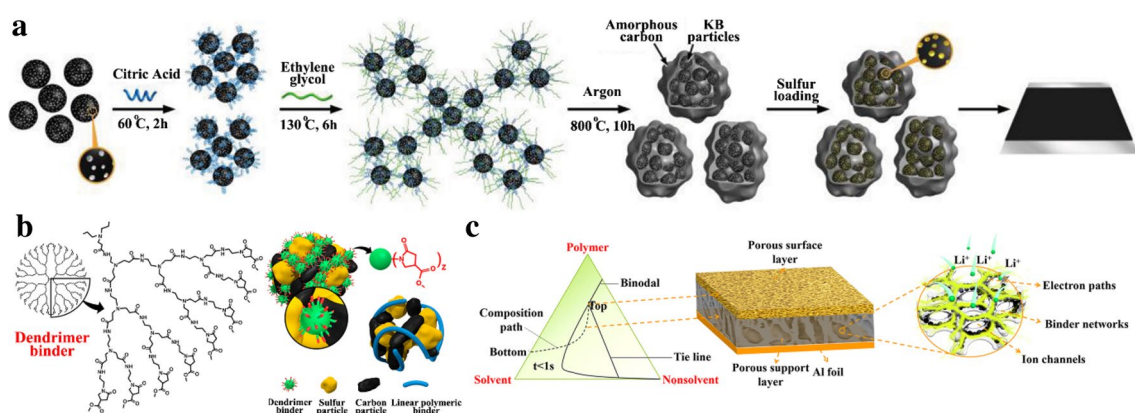 a
Citric Acid
60°C, 2h
Ethylene
glycol
130°C, 6h
Argon
800°C, 10h
Amorphous
carbon
KB
particles
Sulfur
loading
b
Dendrimer
binder
Dendrimer
binder
Sulfur
particle
Carbon
particle
Linear polymeric
binder
c
Polymer
Binodal
Top
Composition
path
Bottom
t<1s
Tie line
Solvent
Nonsolvent
Porous surface
layer
Porous support
layer
Al foil
Li⁺ Li⁺ Li⁺
Electron paths
Binder networks
Ion channels